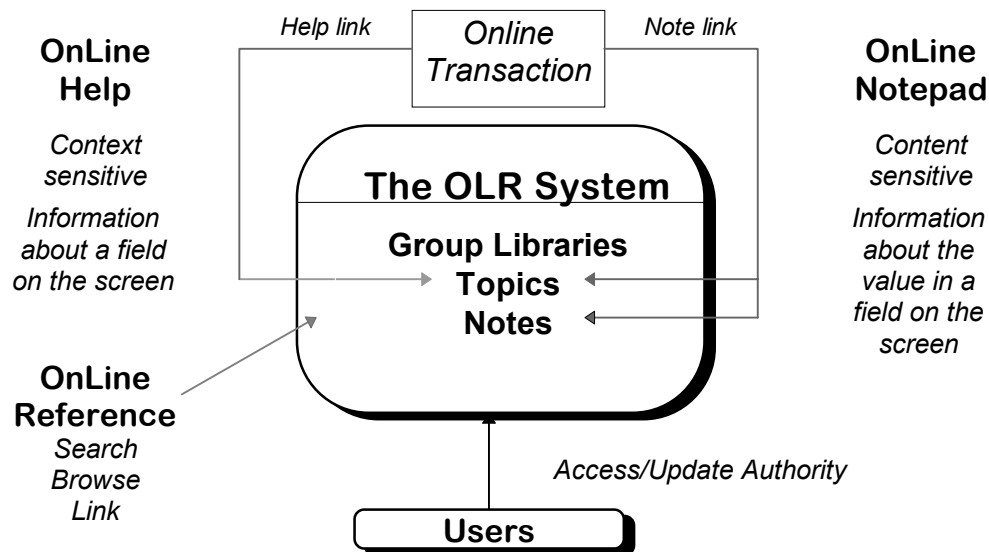 Help link
Online
Transaction
Note link
OnLine
Help
Context
sensitive
Information
about a field
on the screen
OnLine
Notepad
Content
sensitive
Information
about the
value in a
field on the
screen
The OLR System
Group Libraries
Topics
Notes
OnLine
Reference
Search
Browse
Link
Access/Update Authority
Users